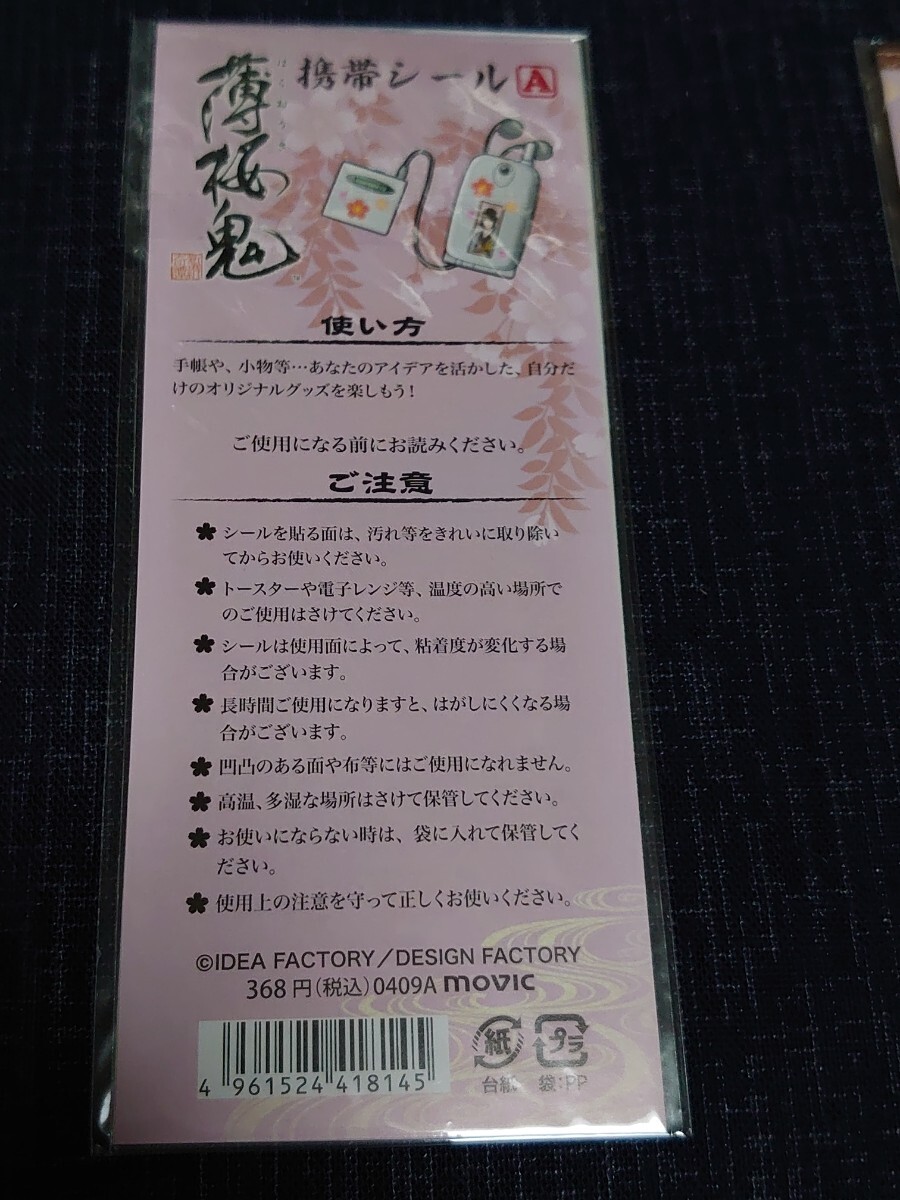 薄桜鬼
はくおうき
携帯シール A
使い方
手帳や、小物等…あなたのアイデアを活かした、自分だ
けのオリジナルグッズを楽しもう!
ご使用になる前にお読みください。
ご注意
シールを貼る面は、汚れ等をきれいに取り除い
てからお使いください。
トースターや電子レンジ等、温度の高い場所で
のご使用はさけてください。
シールは使用面によって、粘着度が変化する場
合がございます。
長時間ご使用になりますと、はがしにくくなる場
合がございます。
凹凸のある面や布等にはご使用になれません。
高温、多湿な場所はさけて保管してください。
お使いにならない時は、袋に入れて保管してく
ださい。
使用上の注意を守って正しくお使いください。
©IDEA FACTORY/DESIGN FACTORY
368円(税込)0409A movic
紙 プラ
台紙 袋:PP
4 961524 418145